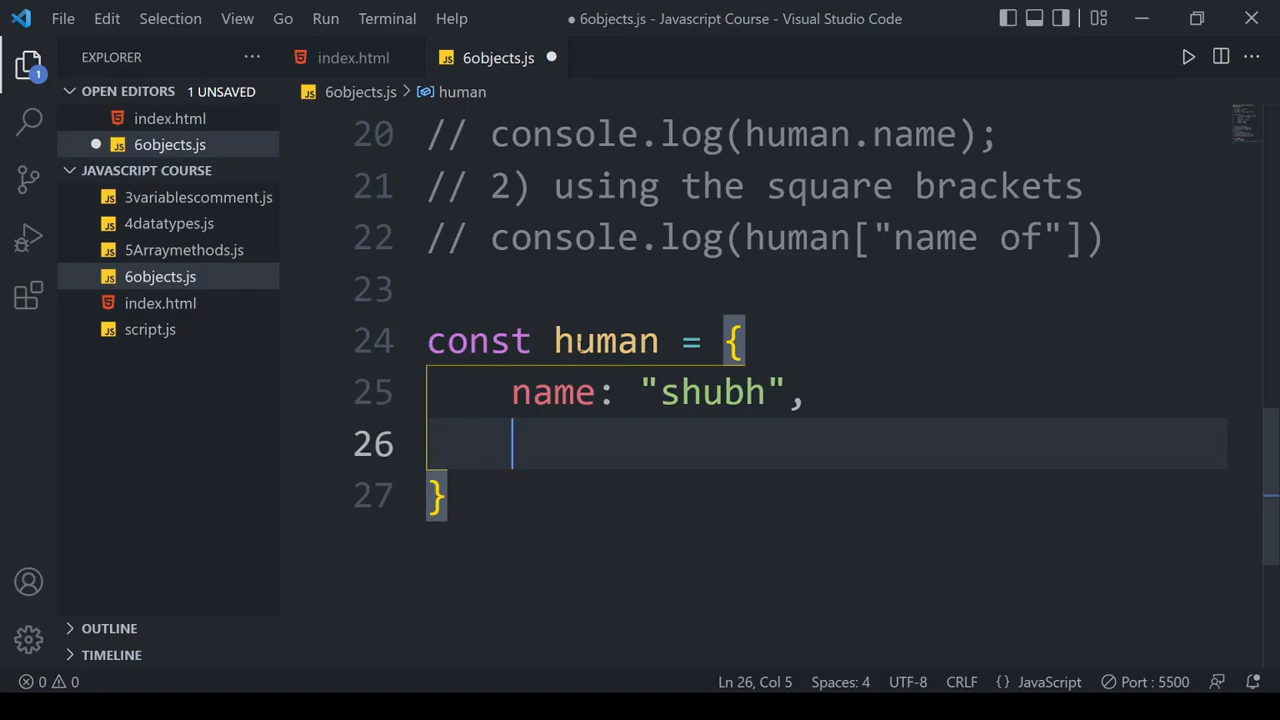 File Edit Selection View Go Run Terminal Help
● 6objects.js - Javascript Course - Visual Studio Code
EXPLORER
index.html
6objects.js
OPEN EDITORS 1 UNSAVED
index.html
6objects.js
JAVASCRIPT COURSE
3variablescomment.js
4datatypes.js
5Arraymethods.js
6objects.js
index.html
script.js
OUTLINE
TIMELINE
1
6objects.js > human
20 // console.log(human.name);
21 // 2) using the square brackets
22 // console.log(human["name of"])
23
24 const human = {
25 name: "shubh",
26
27 }
0 0
Ln 26, Col 5 Spaces: 4 UTF-8 CRLF {} JavaScript Port : 5500